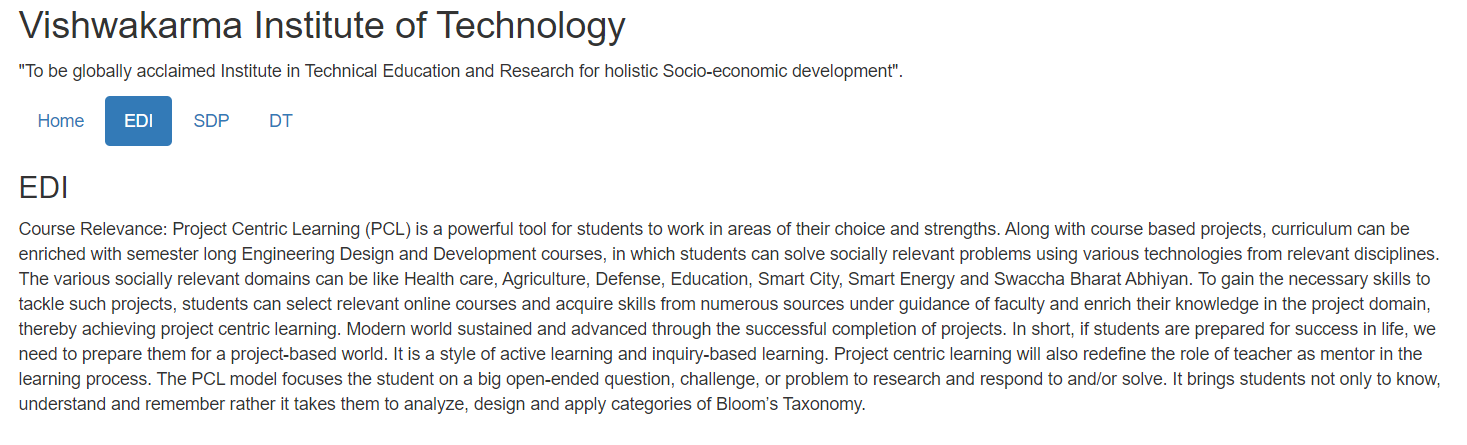 Vishwakarma Institute of Technology
"To be globally acclaimed Institute in Technical Education and Research for holistic Socio-economic development".
Home EDI SDP DT
EDI
Course Relevance: Project Centric Learning (PCL) is a powerful tool for students to work in areas of their choice and strengths. Along with course based projects, curriculum can be
enriched with semester long Engineering Design and Development courses, in which students can solve socially relevant problems using various technologies from relevant disciplines.
The various socially relevant domains can be like Health care, Agriculture, Defense, Education, Smart City, Smart Energy and Swaccha Bharat Abhiyan. To gain the necessary skills to
tackle such projects, students can select relevant online courses and acquire skills from numerous sources under guidance of faculty and enrich their knowledge in the project domain,
thereby achieving project centric learning. Modern world sustained and advanced through the successful completion of projects. In short, if students are prepared for success in life, we
need to prepare them for a project-based world. It is a style of active learning and inquiry-based learning. Project centric learning will also redefine the role of teacher as mentor in the
learning process. The PCL model focuses the student on a big open-ended question, challenge, or problem to research and respond to and/or solve. It brings students not only to know,
understand and remember rather it takes them to analyze, design and apply categories of Bloom’s Taxonomy.